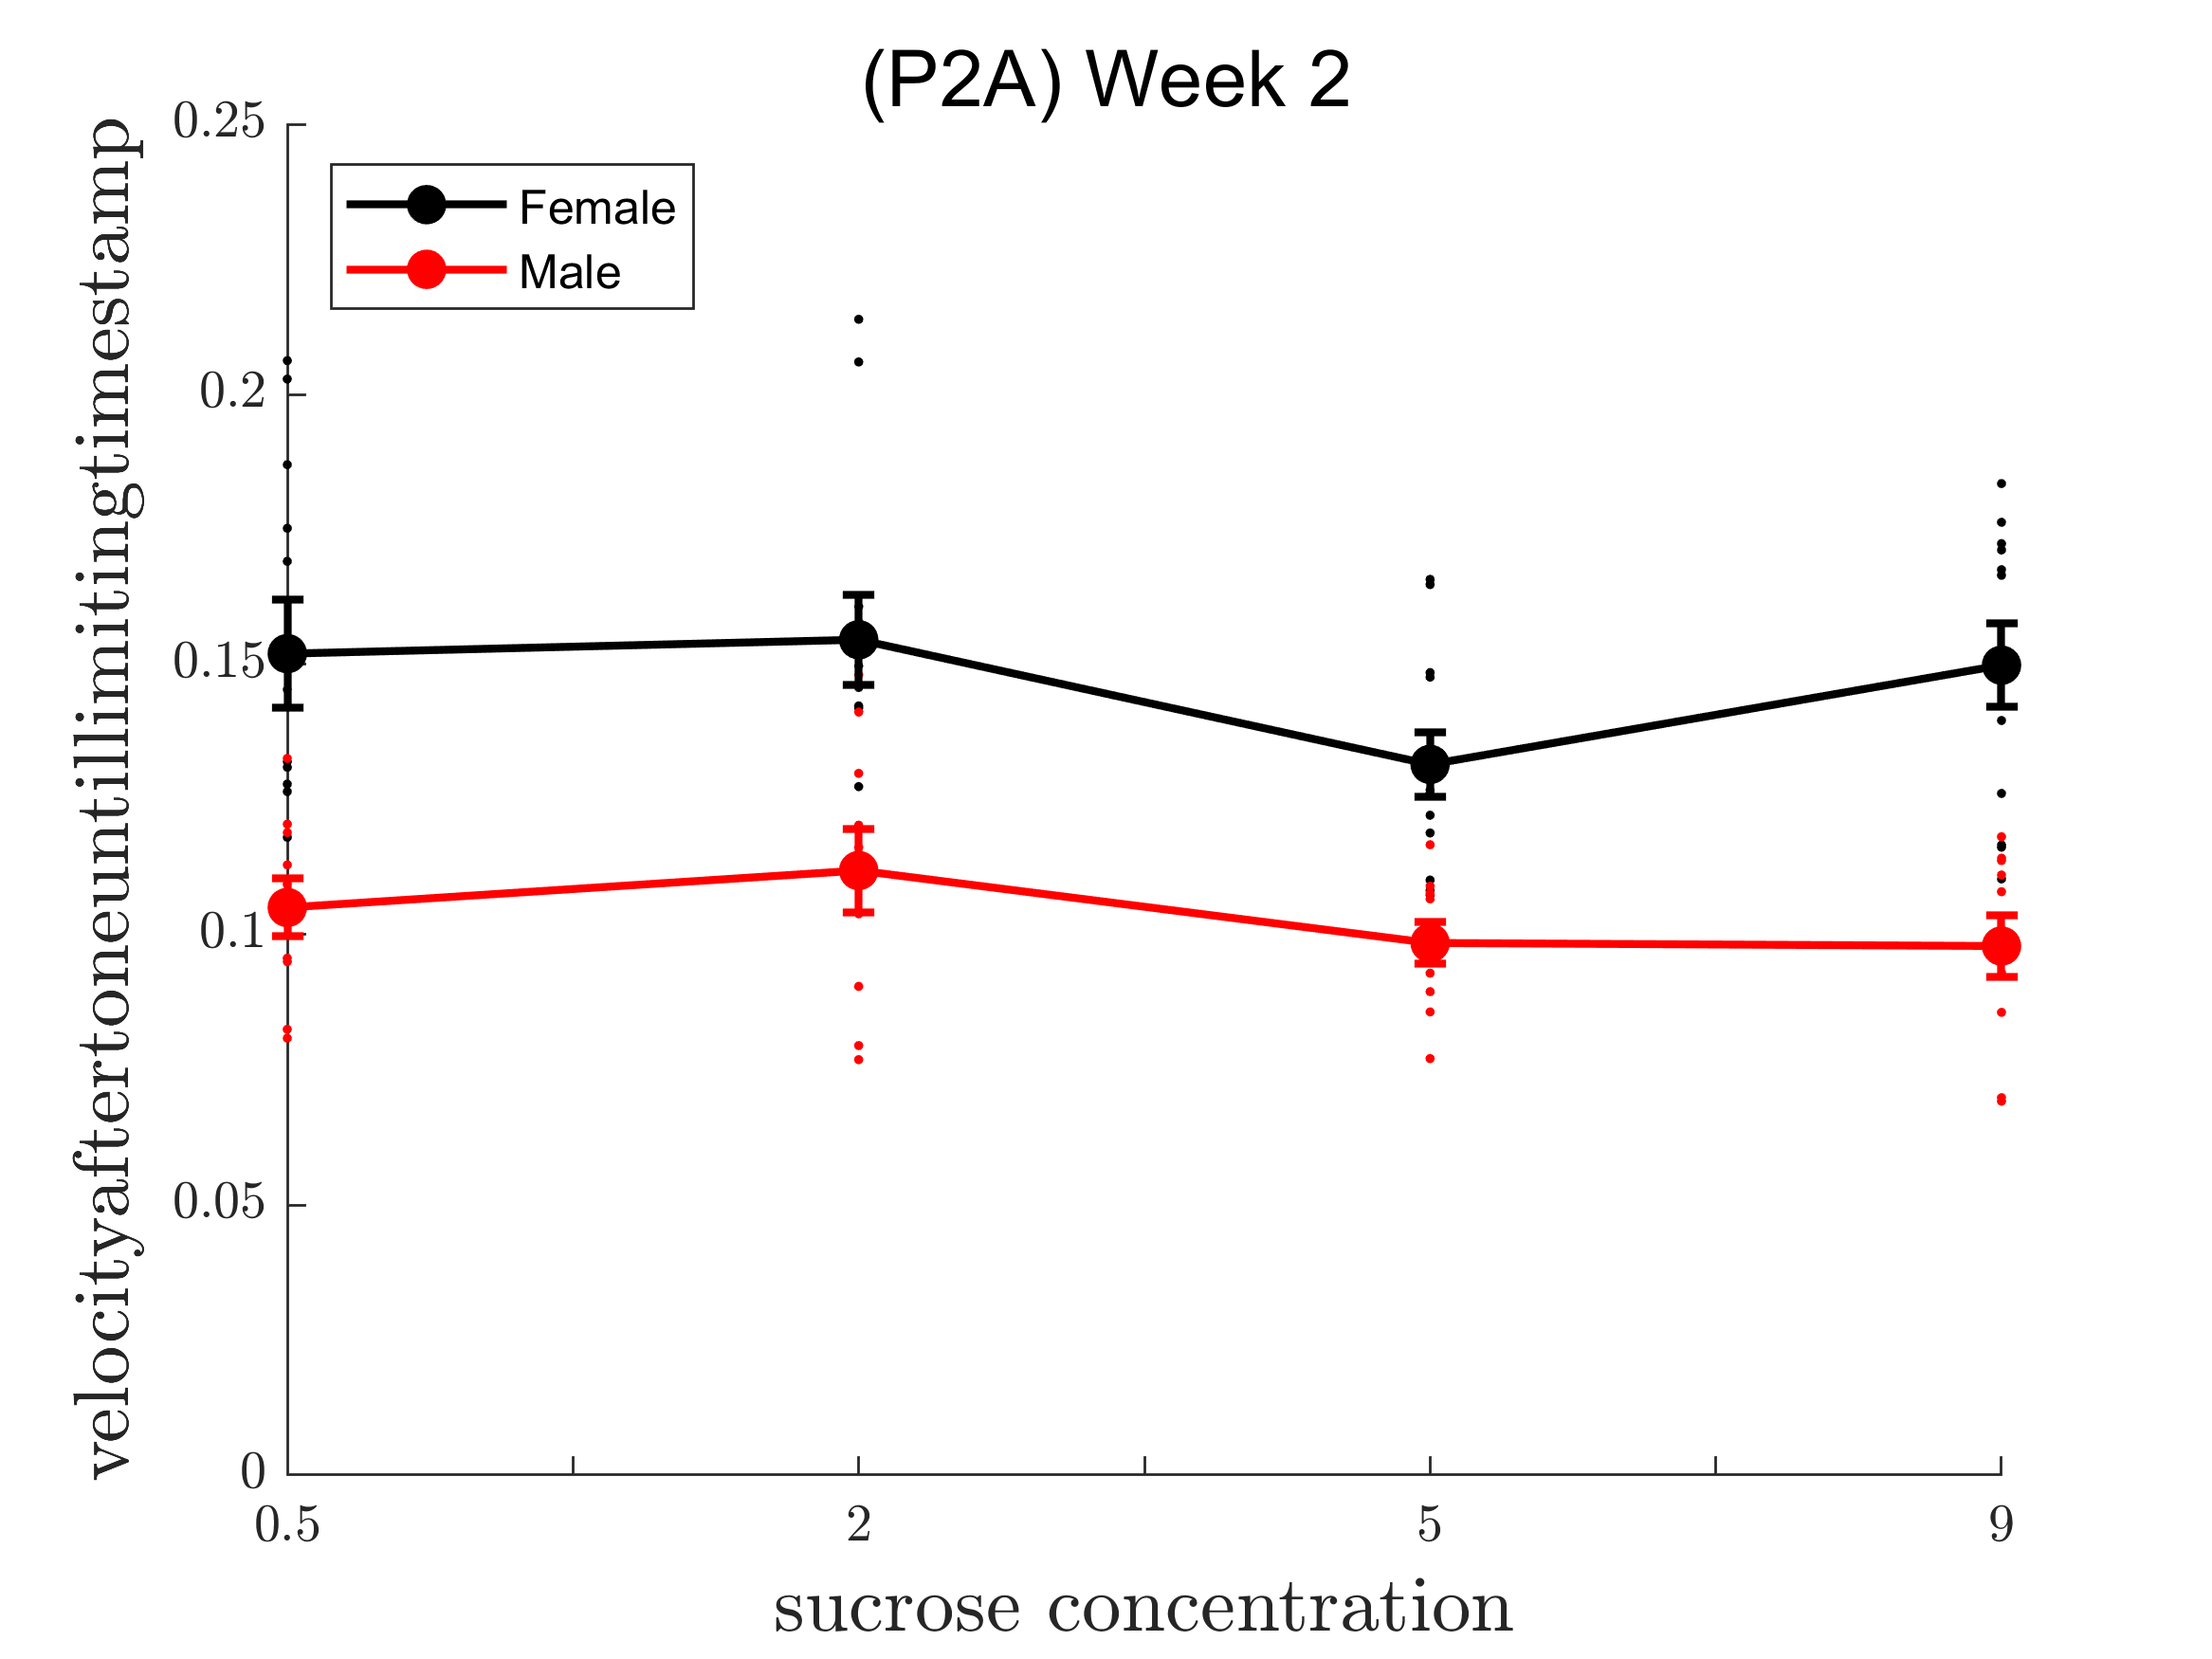 (P2A) Week 2
velocityaftertoneuntillimitingtimestamp
0.25
0.2
0.15
0.1
0.05
0
Female
Male
0.5 2 5 9
sucrose concentration